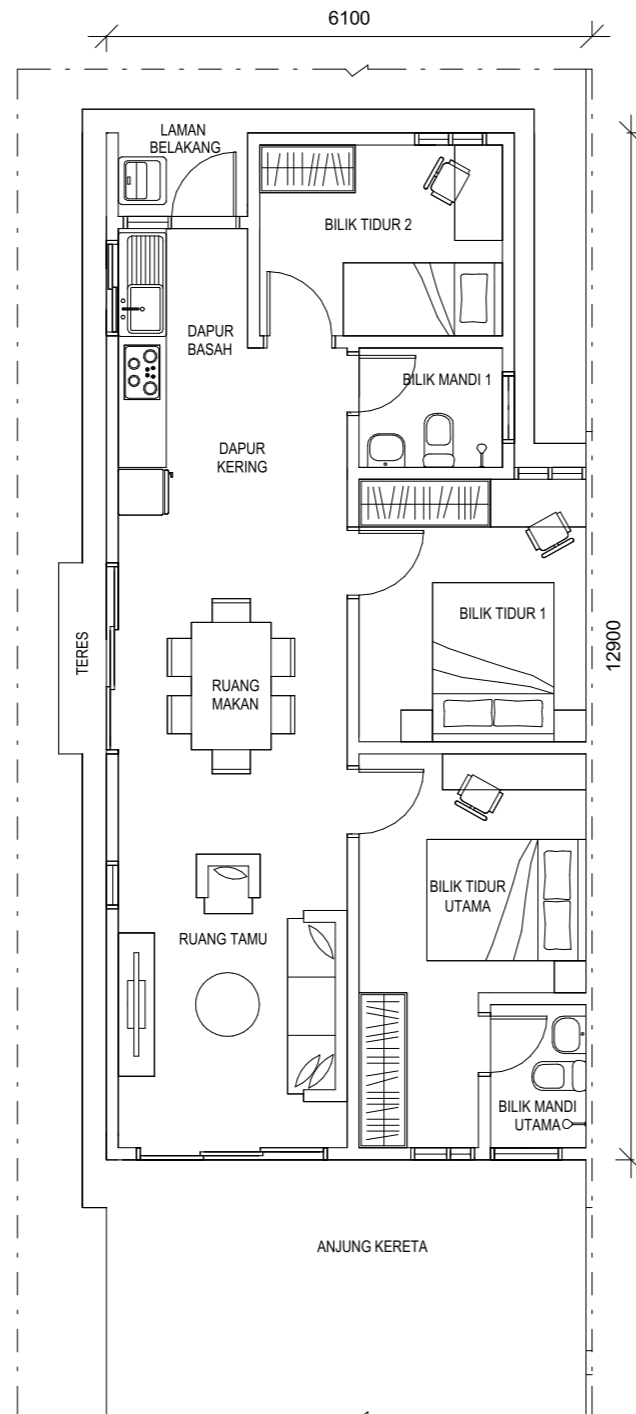 6100
LAMAN
BELAKANG
BILIK TIDUR 2
DAPUR
BASAH
BILIK MANDI 1
DAPUR
KERING
BILIK TIDUR 1
TERES
12900
RUANG
MAKAN
BILIK TIDUR
UTAMA
RUANG TAMU
BILIK MANDI
UTAMA
ANJUNG KERETA